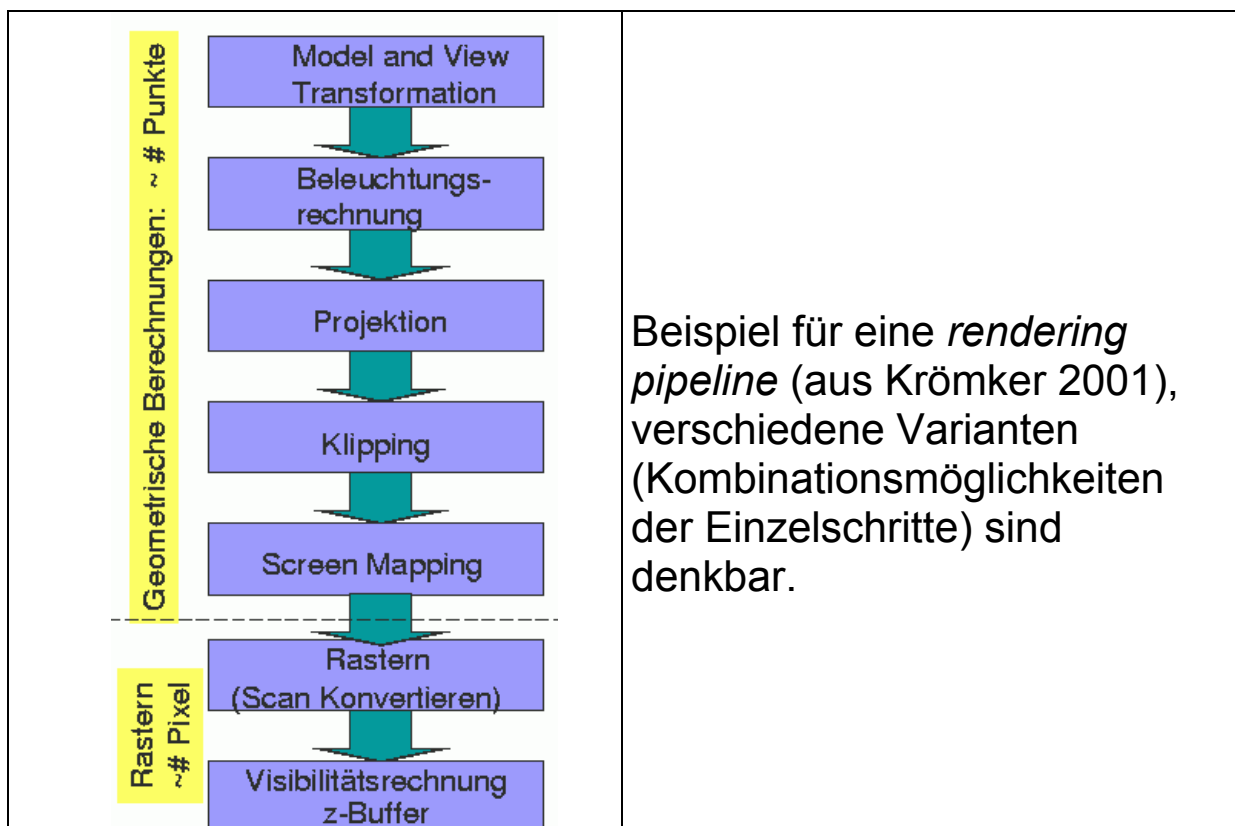 Geometrische Berechnungen: ~ # Punkte
Model and View
Transformation
Beleuchtungs-
rechnung
Projektion
Klipping
Screen Mapping
Rastern
~# Pixel
Rastern
(Scan Konvertieren)
Visibilitätsrechnung
z-Buffer
Beispiel für eine rendering
pipeline (aus Krömker 2001),
verschiedene Varianten
(Kombinationsmöglichkeiten
der Einzelschritte) sind
denkbar.